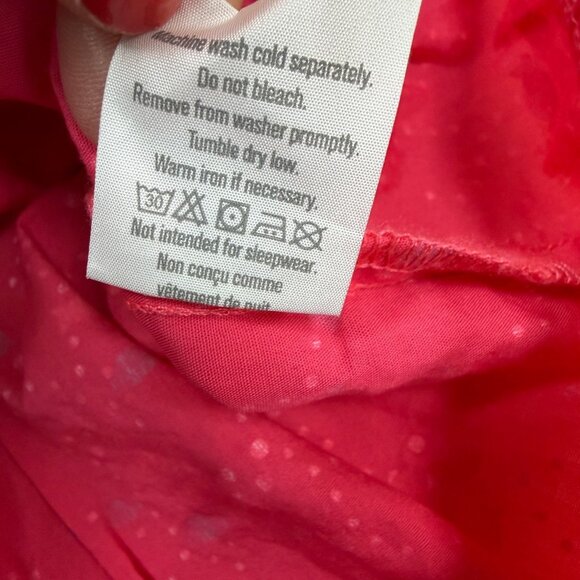 Machine wash cold separately.
Do not bleach.
Remove from washer promptly.
Tumble dry low.
Warm iron if necessary.
30
Not intended for sleepwear.
Non conçu comme
vêtement de nuit